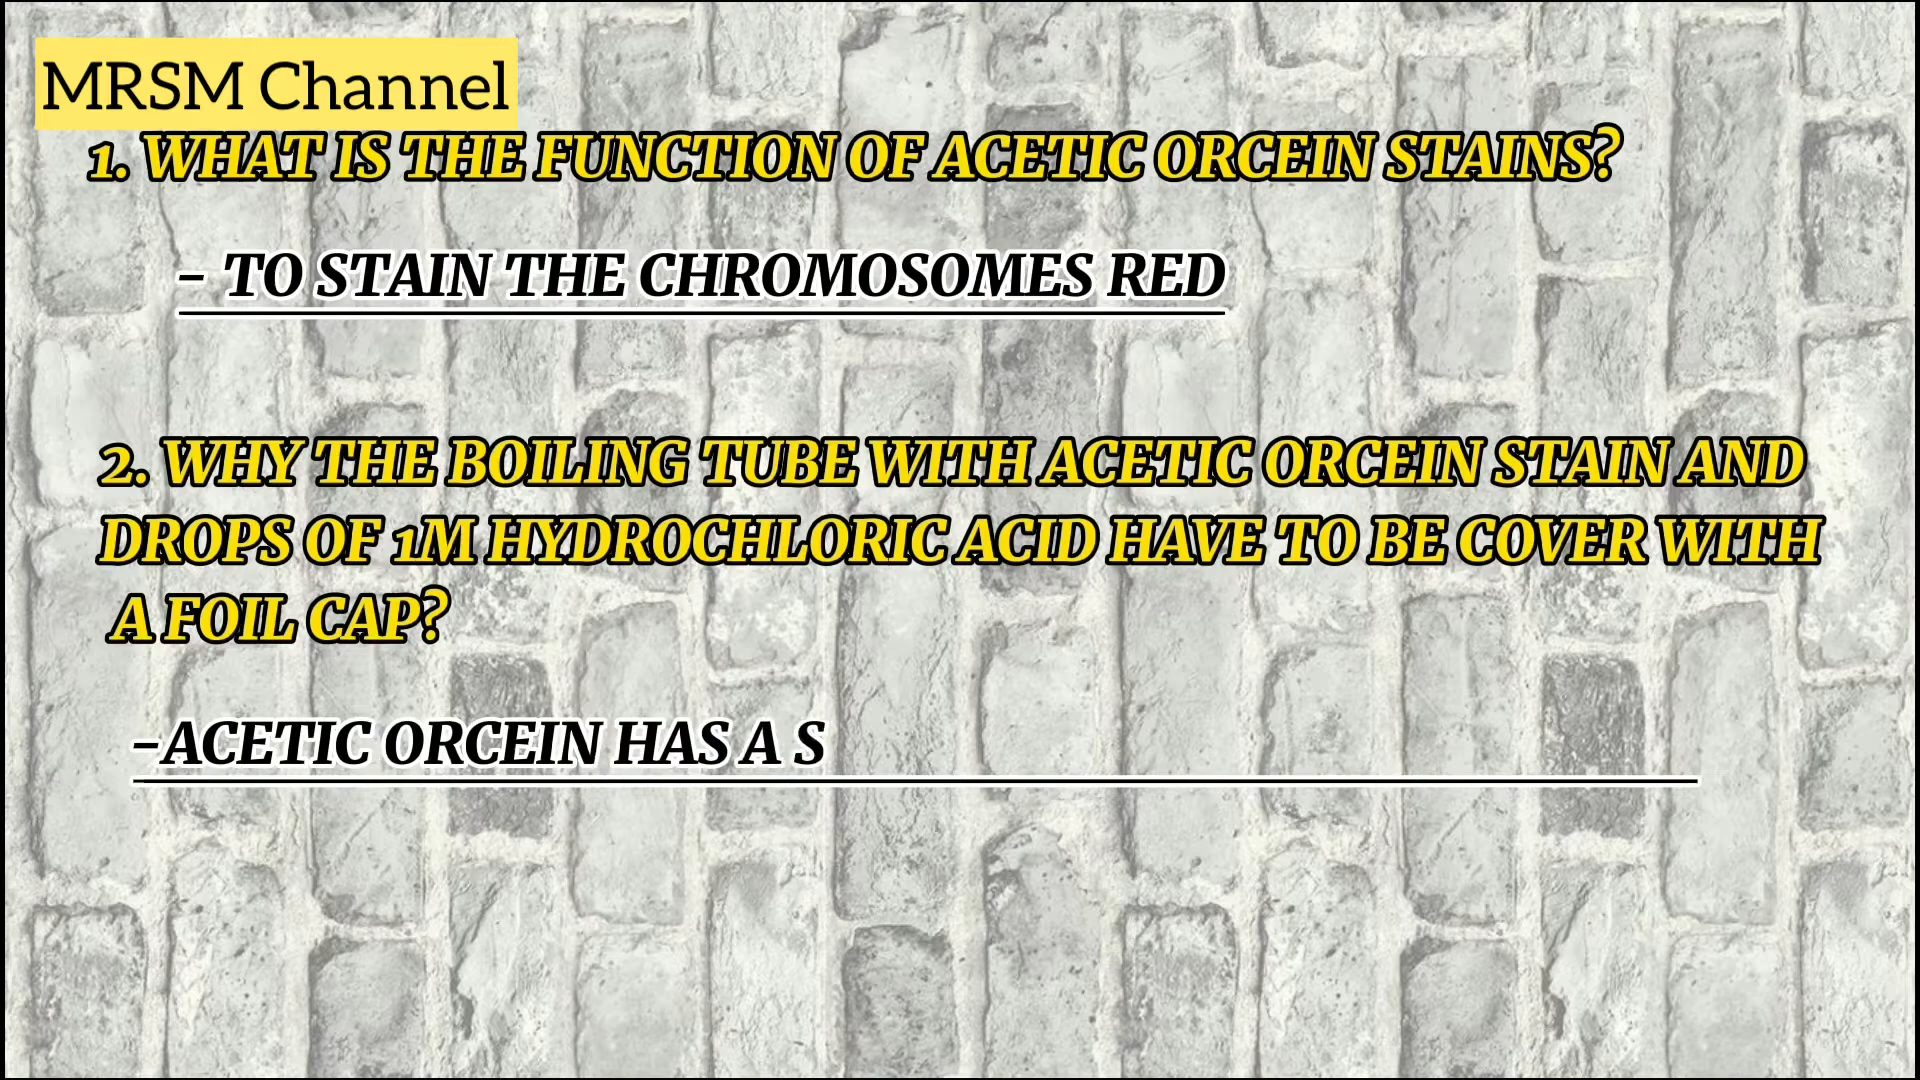 MRSM Channel
1. WHAT IS THE FUNCTION OF ACETIC ORCEIN STAINS?
- TO STAIN THE CHROMOSOMES RED
2. WHY THE BOILING TUBE WITH ACETIC ORCEIN STAIN AND
DROPS OF 1M HYDROCHLORIC ACID HAVE TO BE COVER WITH
A FOIL CAP?
-ACETIC ORCEIN HAS A S